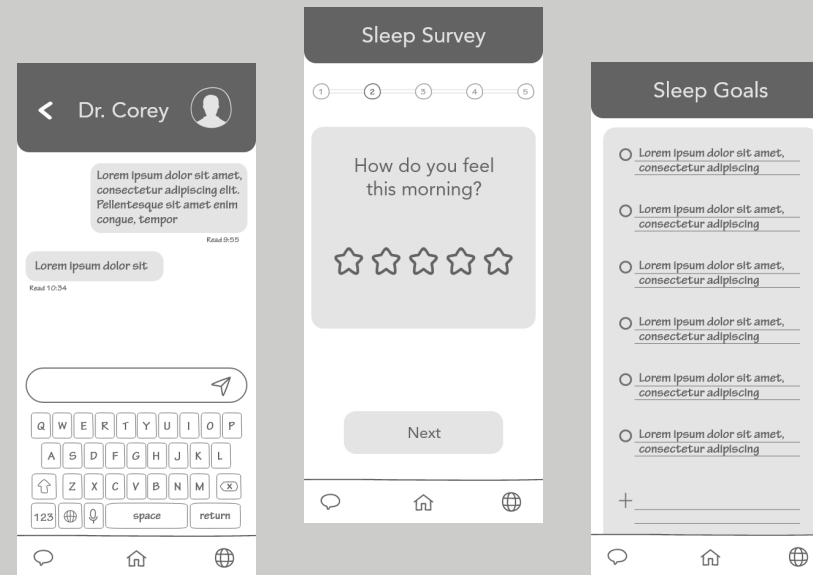 Dr. Corey
Lorem ipsum dolor sit amet,
consectetur adipiscing elit.
Pellentesque sit amet enim
congue, tempor
Read 9:55
Lorem ipsum dolor sit
Read 10:34
Q W E R T Y U I O P
A S D F G H J K L
Z X C V B N M
123 space return
Sleep Survey
1 2 3 4 5
How do you feel
this morning?
Next
Sleep Goals
Lorem ipsum dolor sit amet,
consectetur adipiscing
Lorem ipsum dolor sit amet,
consectetur adipiscing
Lorem ipsum dolor sit amet,
consectetur adipiscing
Lorem ipsum dolor sit amet,
consectetur adipiscing
Lorem ipsum dolor sit amet,
consectetur adipiscing
Lorem ipsum dolor sit amet,
consectetur adipiscing